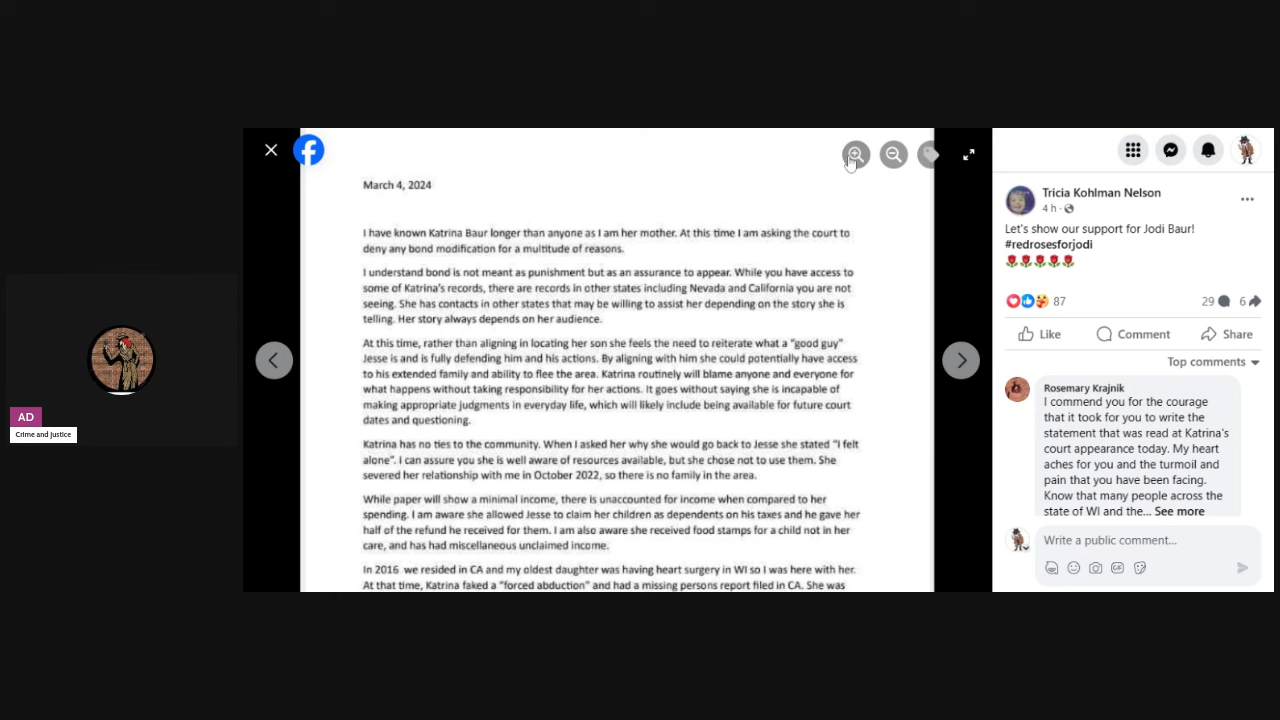 March 4, 2024
I have known Katrina Baur longer than anyone as I am her mother. At this time I am asking the court to
deny any bond modification for a multitude of reasons.
I understand bond is not meant as punishment but as an assurance to appear. While you have access to
some of Katrina's records, there are records in other states including Nevada and California you are not
seeing. She has contacts in other states that may be willing to assist her depending on the story she is
telling. Her story always depends on her audience.
At this time, rather than aligning in locating her son she feels the need to reiterate what a "good guy"
Jesse is and is fully defending him and his actions. By aligning with him she could potentially have access
to his extended family and ability to flee the area. Katrina routinely will blame anyone and everyone for
what happens without taking responsibility for her actions. It goes without saying she is incapable of
making appropriate judgments in everyday life, which will likely include being available for future court
dates and questioning.
Katrina has no ties to the community. When I asked her why she would go back to Jesse she stated "I felt
alone". I can assure you she is well aware of resources available, but she chose not to use them. She
severed her relationship with me in October 2022, so there is no family in the area.
While paper will show a minimal income, there is unaccounted for income when compared to her
spending. I am aware she allowed Jesse to claim her children as dependents on his taxes and he gave her
half of the refund he received for them. I am also aware she received food stamps for a child not in her
care, and has had miscellaneous unclaimed income.
In 2016 we resided in CA and my oldest daughter was having heart surgery in WI so I was here with her.
At that time, Katrina faked a "forced abduction" and had a missing persons report filed in CA. She was
AD
Crime and Justice
Tricia Kohlman Nelson
4 h ·
Let's show our support for Jodi Baur!
#redrosesforjodi
87
29
6
Like
Comment
Share
Top comments
Rosemary Krajnik
I commend you for the courage
that it took for you to write the
statement that was read at Katrina's
court appearance today. My heart
aches for you and the turmoil and
pain that you have been facing.
Know that many people across the
state of WI and the... See more
Write a public comment...
GIF